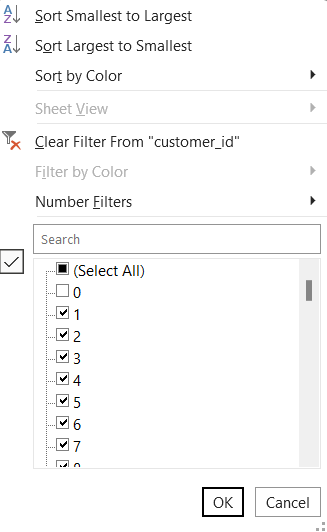 Sort Smallest to Largest
Sort Largest to Smallest
Sort by Color
Sheet View
Clear Filter From "customer_id"
Filter by Color
Number Filters
Search
(Select All)
0
1
2
3
4
5
6
7
OK Cancel